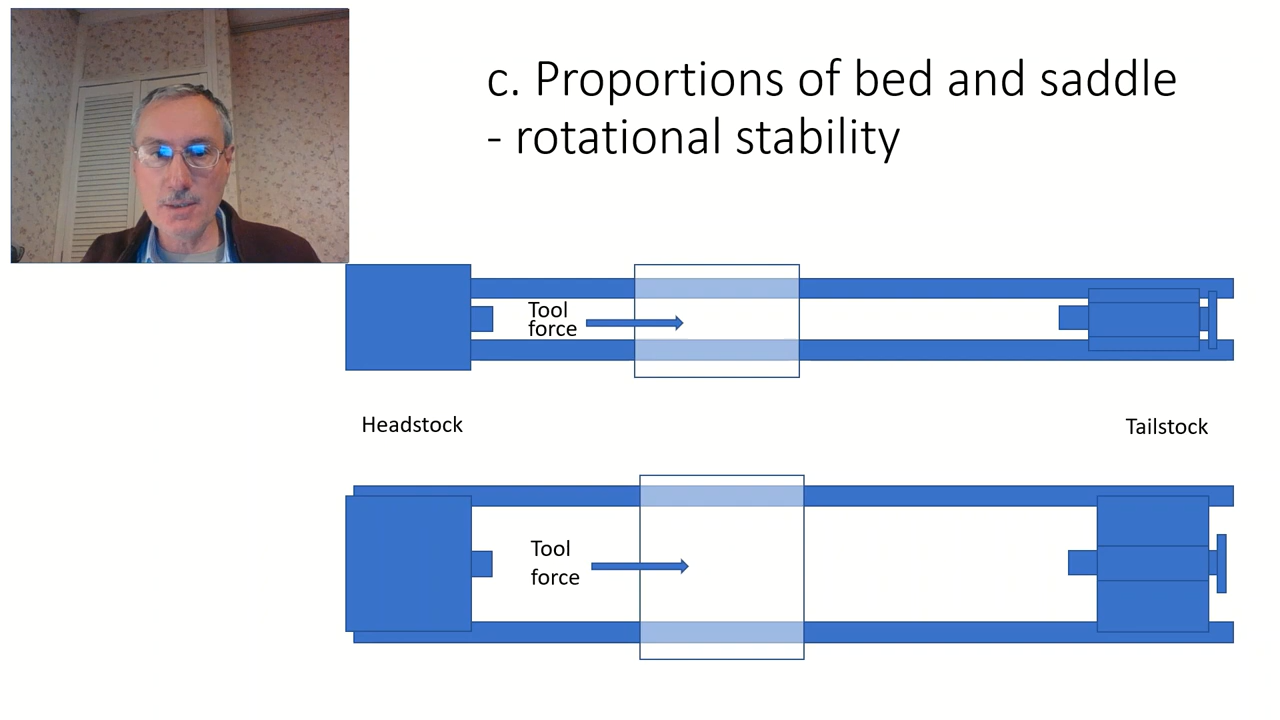 c. Proportions of bed and saddle
- rotational stability
Tool
force
Headstock
Tailstock
Tool
force